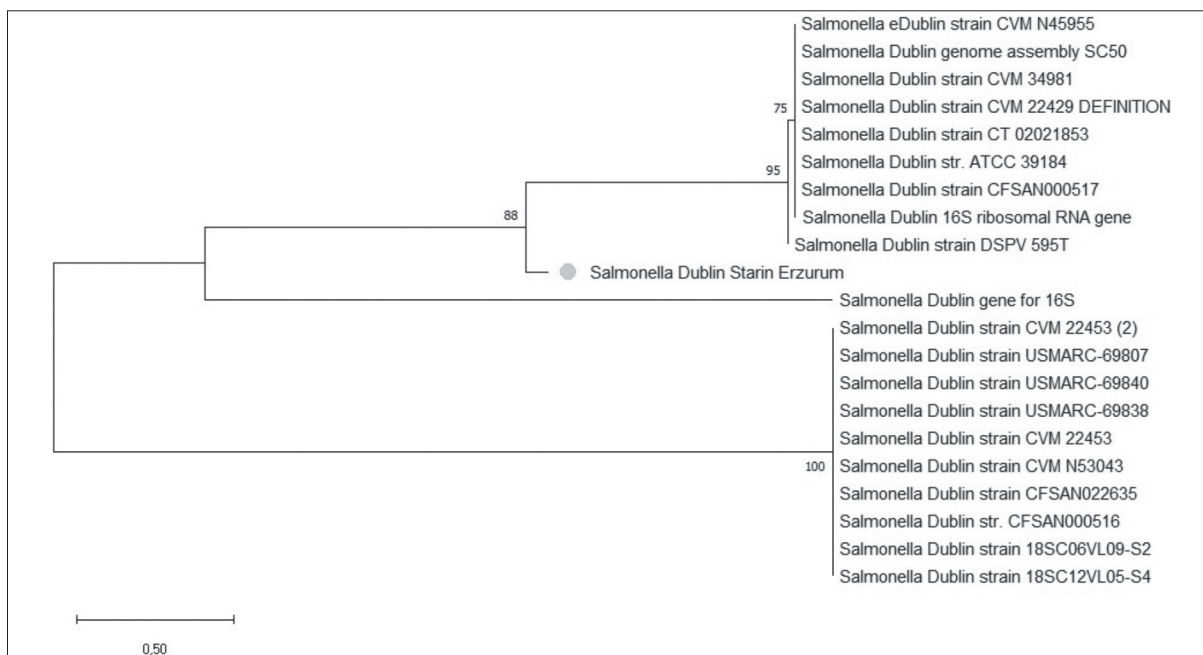 Salmonella eDublin strain CVM N45955
Salmonella Dublin genome assembly SC50
Salmonella Dublin strain CVM 34981
75
Salmonella Dublin strain CVM 22429 DEFINITION
Salmonella Dublin strain CT 02021853
95
Salmonella Dublin str. ATCC 39184
Salmonella Dublin strain CFSAN000517
88
Salmonella Dublin 16S ribosomal RNA gene
Salmonella Dublin strain DSPV 595T
Salmonella Dublin Starin Erzurum
Salmonella Dublin gene for 16S
Salmonella Dublin strain CVM 22453 (2)
Salmonella Dublin strain USMARC-69807
Salmonella Dublin strain USMARC-69840
Salmonella Dublin strain USMARC-69838
Salmonella Dublin strain CVM 22453
100
Salmonella Dublin strain CVM N53043
Salmonella Dublin strain CFSAN022635
Salmonella Dublin str. CFSAN000516
Salmonella Dublin strain 18SC06VL09-S2
Salmonella Dublin strain 18SC12VL05-S4
0,50